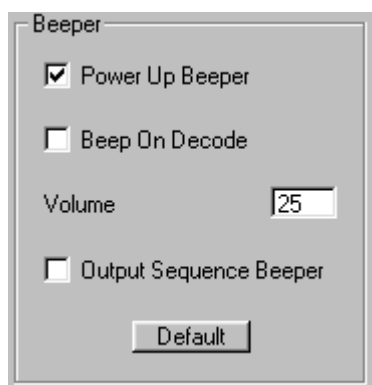 Beeper
Power Up Beeper
Beep On Decode
Volume 25
Output Sequence Beeper
Default